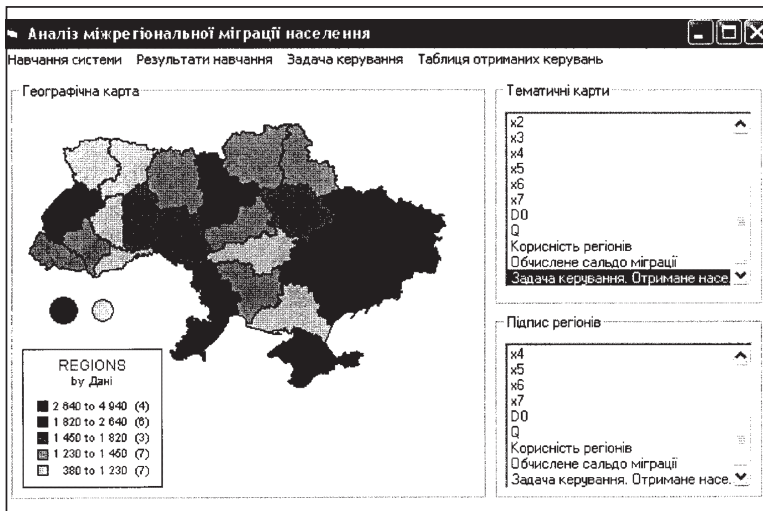 Аналіз міжрегіональної міграції населення
Навчання системи Результати навчання Задача керування Таблиця отриманих керувань
Географічна карта
REGIONS
by Дані
2 640 to 4 940 (4)
1 820 to 2 640 (6)
1 450 to 1 820 (3)
1 230 to 1 450 (7)
380 to 1 230 (7)
Тематичні карти
x2
x3
x4
x5
x6
x7
D0
Q
Корисність регіонів
Обчислене сальдо міграції
Задача керування. Отримане насе
Підпис регіонів
x4
x5
x6
x7
D0
Q
Корисність регіонів
Обчислене сальдо міграції
Задача керування. Отримане насе.